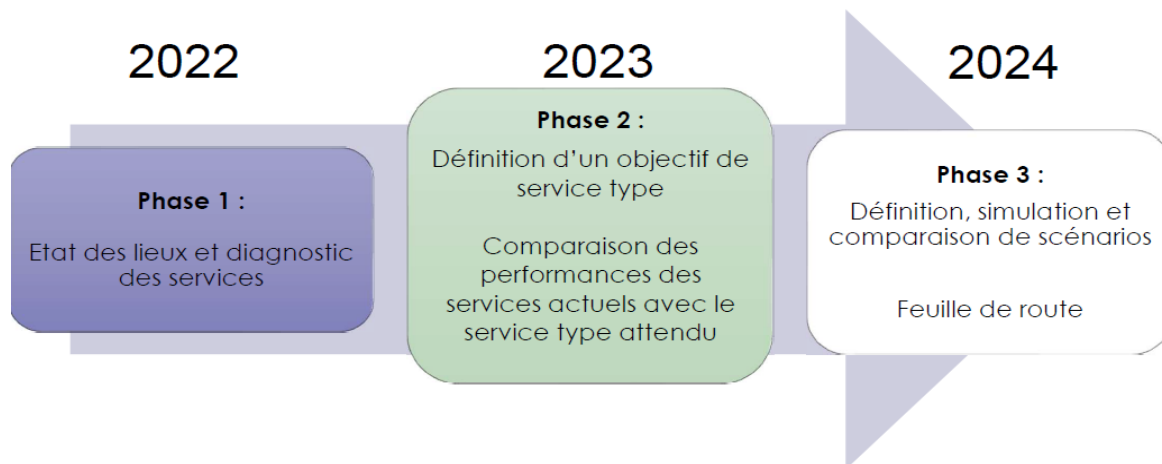 2022
Phase 1 :
Etat des lieux et diagnostic
des services
2023
Phase 2 :
Définition d'un objectif de
service type
Comparaison des
performances des
services actuels avec le
service type attendu
2024
Phase 3 :
Définition, simulation et
comparaison de scénarios
Feuille de route